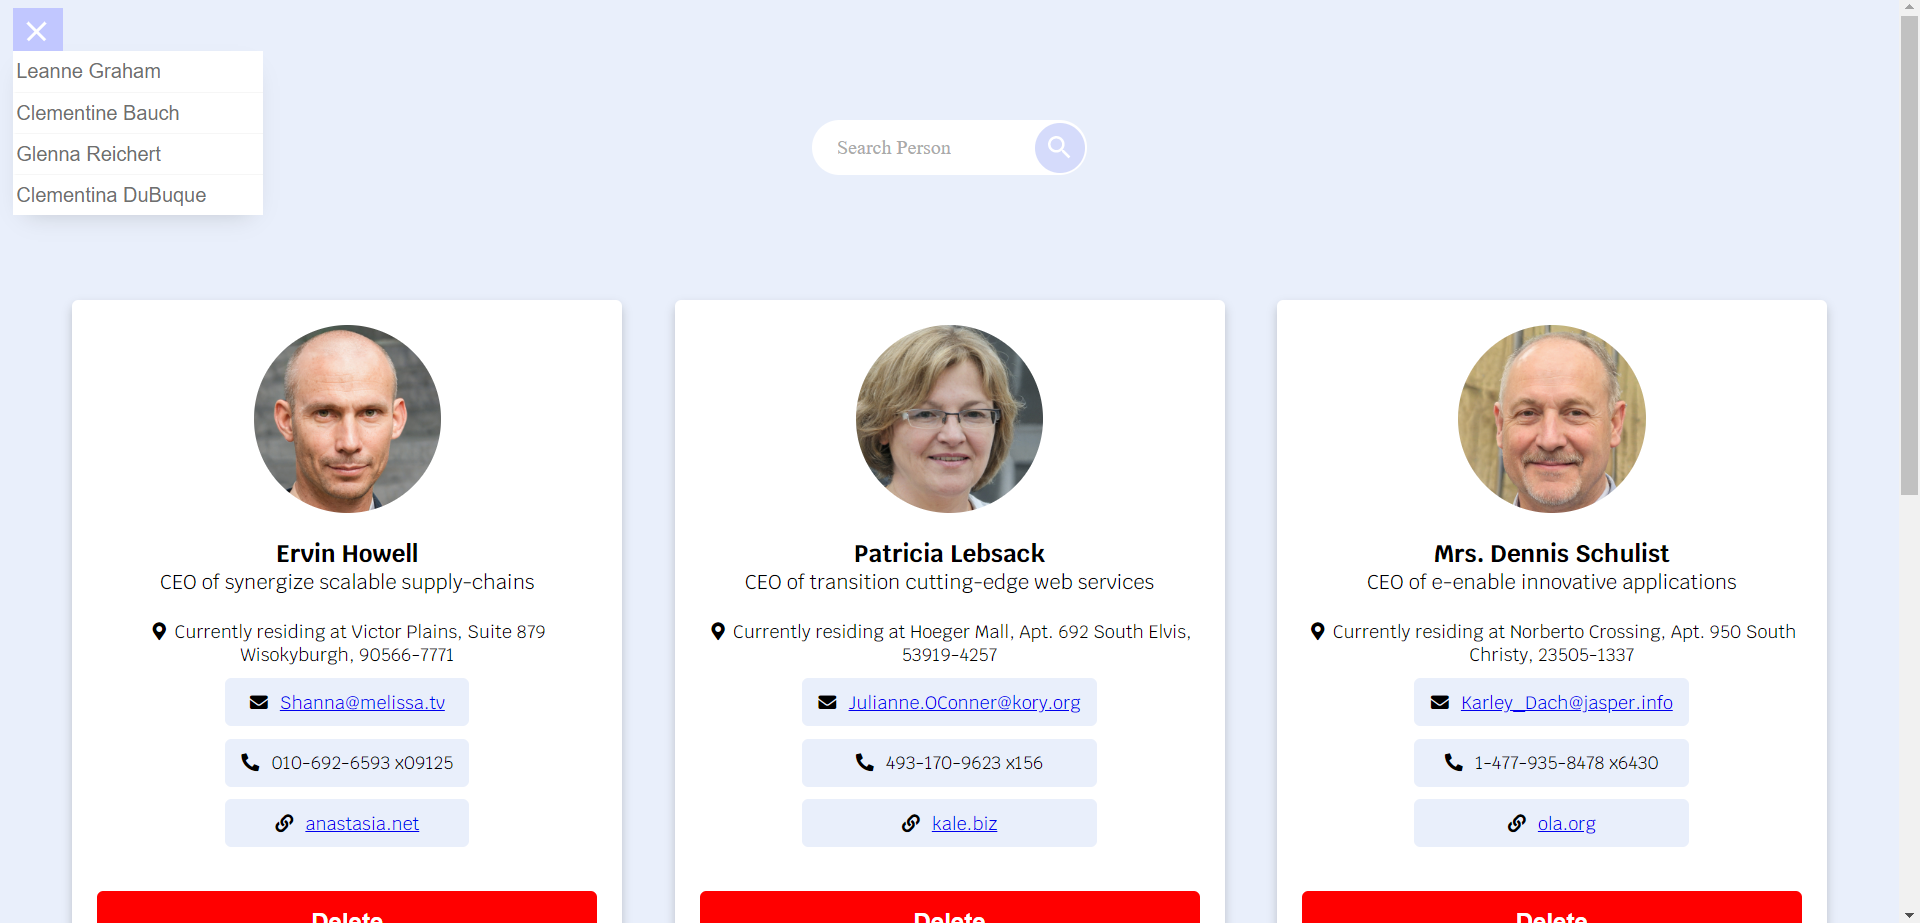 Leanne Graham
Clementine Bauch
Glenna Reichert
Clementina DuBuque
Search Person
Ervin Howell
CEO of synergize scalable supply-chains
Currently residing at Victor Plains, Suite 879
Wisokyburgh, 90566-7771
Shanna@melissa.tv
010-692-6593 x09125
anastasia.net
Delete
Patricia Lebsack
CEO of transition cutting-edge web services
Currently residing at Hoeger Mall, Apt. 692 South Elvis,
53919-4257
Julianne.OConner@kory.org
493-170-9623 x156
kale.biz
Delete
Mrs. Dennis Schulist
CEO of e-enable innovative applications
Currently residing at Norberto Crossing, Apt. 950 South
Christy, 23505-1337
Karley_Dach@jasper.info
1-477-935-8478 x6430
ola.org
Delete